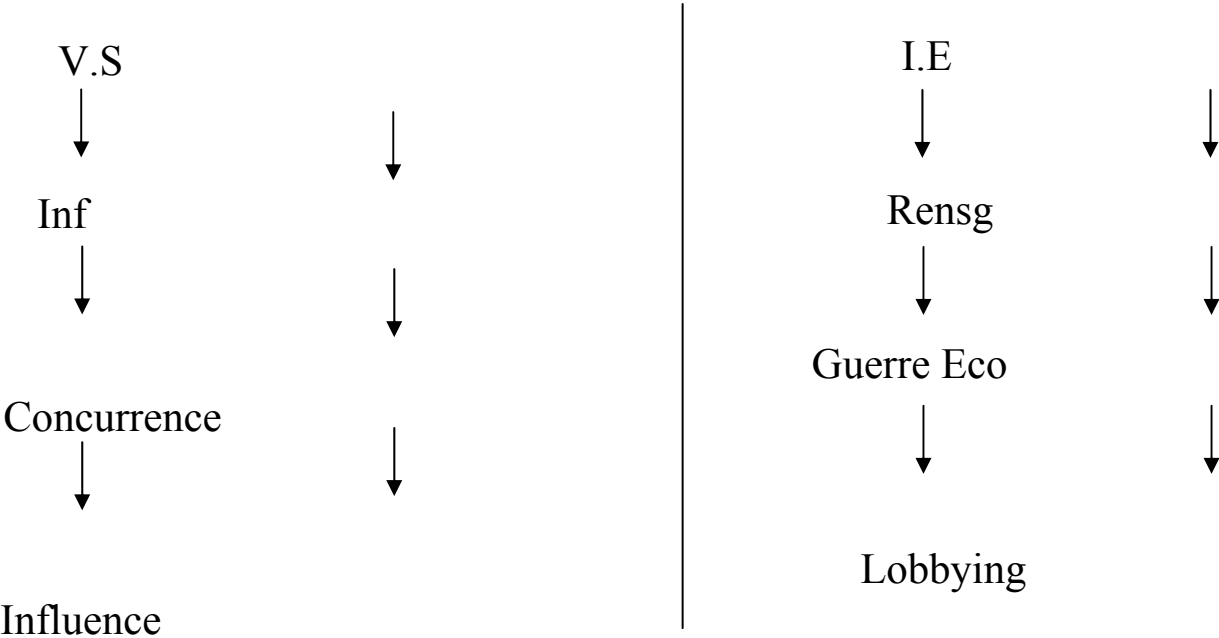 V.S
Inf
Concurrence
Influence
I.E
Rensg
Guerre Eco
Lobbying